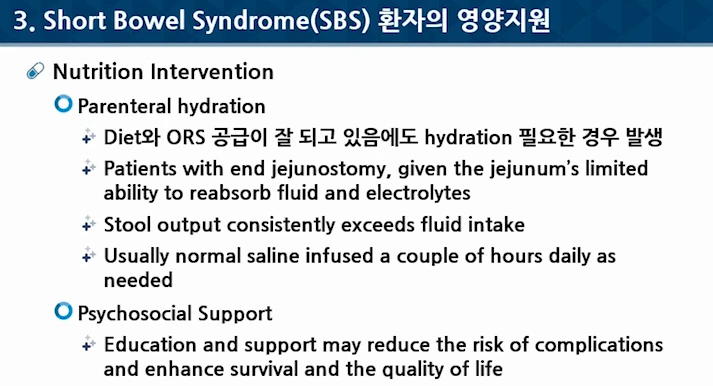 3. Short Bowel Syndrome(SBS) 환자의 영양지원
Nutrition Intervention
Parenteral hydration
Diet와 ORS 공급이 잘 되고 있음에도 hydration 필요한 경우 발생
Patients with end jejunostomy, given the jejunum's limited
ability to reabsorb fluid and electrolytes
Stool output consistently exceeds fluid intake
Usually normal saline infused a couple of hours daily as
needed
Psychosocial Support
Education and support may reduce the risk of complications
and enhance survival and the quality of life